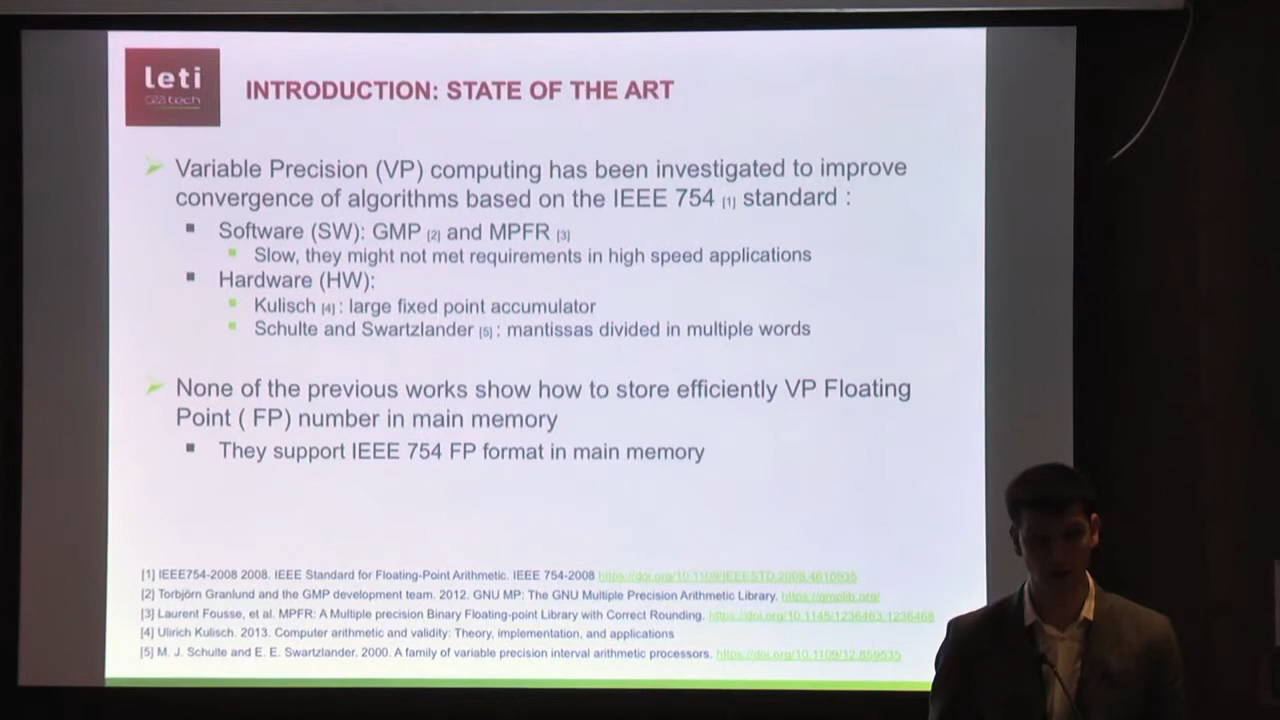 leti
ceatech
INTRODUCTION: STATE OF THE ART
Variable Precision (VP) computing has been investigated to improve
convergence of algorithms based on the IEEE 754 [1] standard :
Software (SW): GMP [2] and MPFR [3]
Slow, they might not met requirements in high speed applications
Hardware (HW):
Kulisch [4] : large fixed point accumulator
Schulte and Swartzlander [5] : mantissas divided in multiple words
None of the previous works show how to store efficiently VP Floating
Point ( FP) number in main memory
They support IEEE 754 FP format in main memory
[1] IEEE754-2008 2008. IEEE Standard for Floating-Point Arithmetic. IEEE 754-2008 https://doi.org/10.1109/IEEESTD.2008.4610935
[2] Torbjörn Granlund and the GMP development team. 2012. GNU MP: The GNU Multiple Precision Arithmetic Library. https://gmplib.org/
[3] Laurent Fousse, et al. MPFR: A Multiple precision Binary Floating-point Library with Correct Rounding. https://doi.org/10.1145/1236463.1236468
[4] Ulirich Kulisch. 2013. Computer arithmetic and validity: Theory, implementation, and applications
[5] M. J. Schulte and E. E. Swartzlander. 2000. A family of variable precision interval arithmetic processors. https://doi.org/10.1109/12.859535